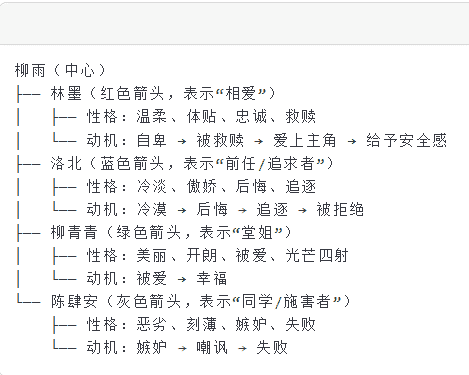 柳雨（中心）
├── 林墨（红色箭头，表示“相爱”）
│   ├── 性格：温柔、体贴、忠诚、救赎
│   └── 动机：自卑 → 被救赎 → 爱上主角 → 给予安全感
├── 洛北（蓝色箭头，表示“前任/追求者”）
│   ├── 性格：冷淡、傲娇、后悔、追逐
│   └── 动机：冷漠 → 后悔 → 追逐 → 被拒绝
├── 柳青青（绿色箭头，表示“堂姐”）
│   ├── 性格：美丽、开朗、被爱、光芒四射
│   └── 动机：被爱 → 幸福
└── 陈肆安（灰色箭头，表示“同学/施害者”）
    ├── 性格：恶劣、刻薄、嫉妒、失败
    └── 动机：嫉妒 → 嘲讽 → 失败